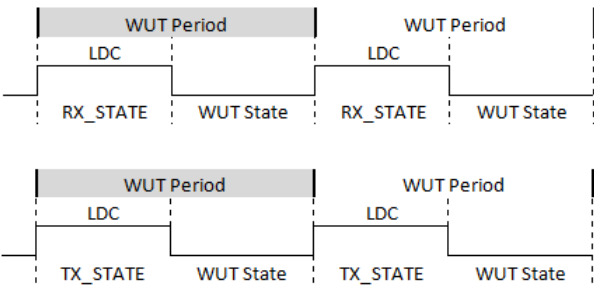 WUT Period WUT Period
LDC LDC
RX_STATE WUT State RX_STATE WUT State
WUT Period WUT Period
LDC LDC
TX_STATE WUT State TX_STATE WUT State